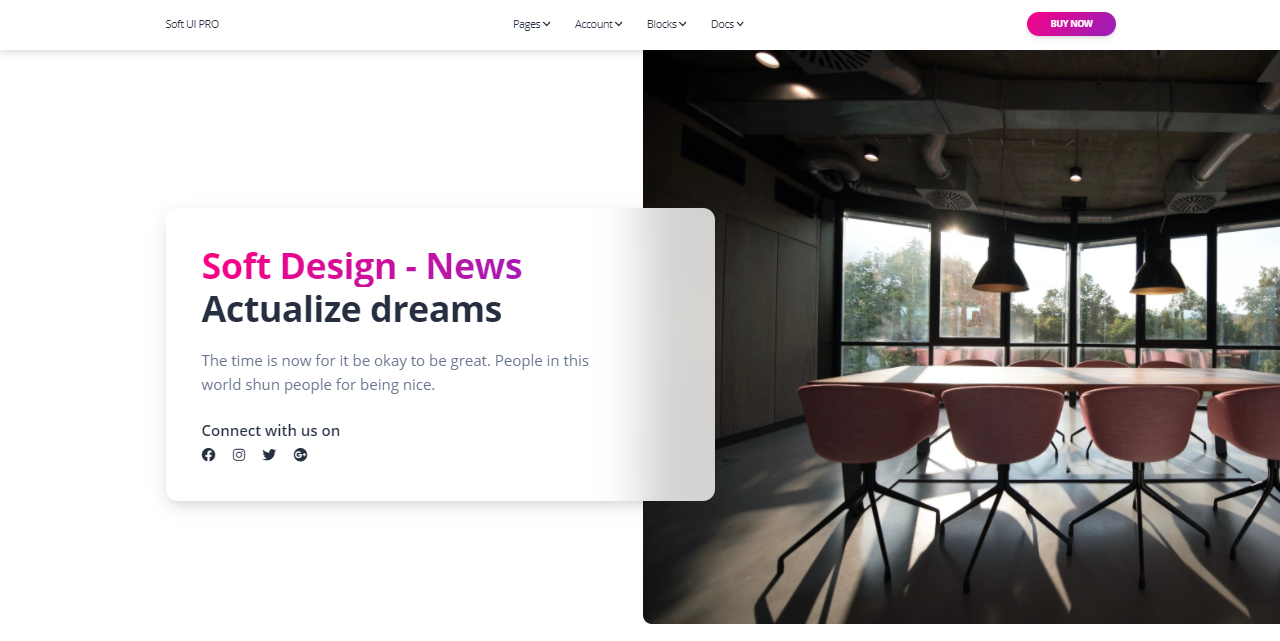 Soft UI PRO
Pages
Account
Blocks
Docs
BUY NOW
Soft Design - News
Actualize dreams
The time is now for it be okay to be great. People in this
world shun people for being nice.
Connect with us on